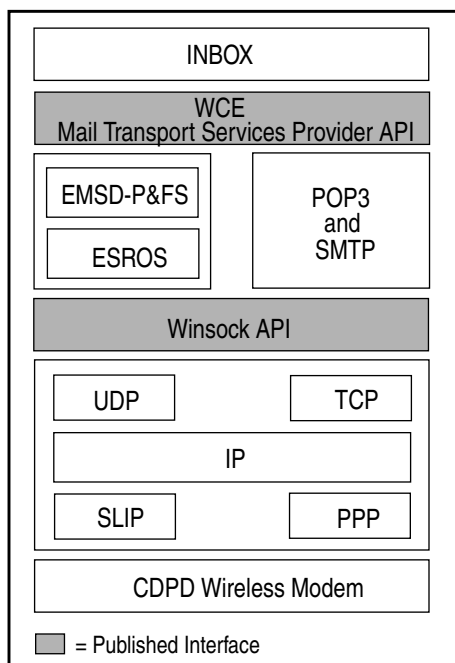 INBOX
WCE
Mail Transport Services Provider API
EMSD-P&FS
ESROS
POP3
and
SMTP
Winsock API
UDP
TCP
IP
SLIP
PPP
CDPD Wireless Modem
= Published Interface